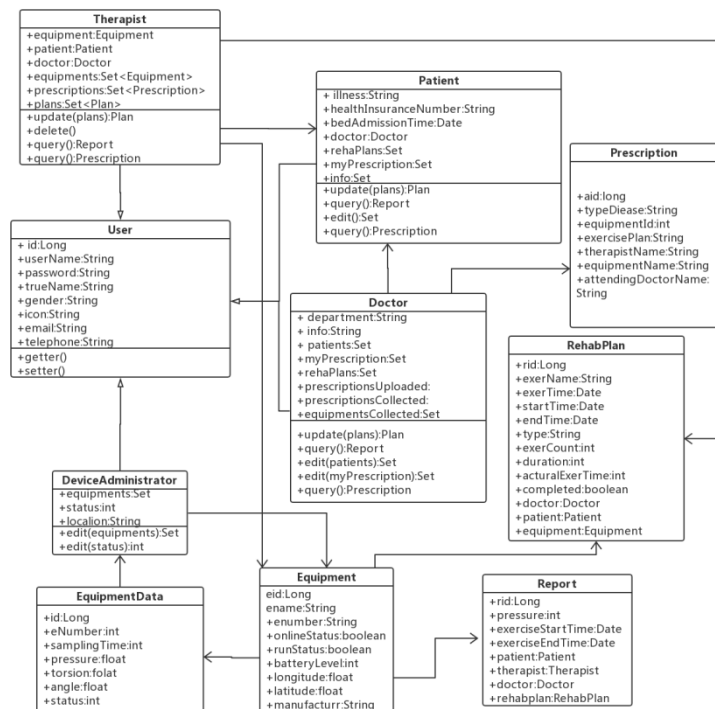 Therapist
+equipment:Equipment
+patient:Patient
+doctor:Doctor
+equipments:Set<Equipment>
+prescriptions:Set<Prescription>
+plans:Set<Plan>
+update(plans):Plan
+delete()
+query():Report
+query():Prescription
Patient
+ illness:String
+healthInsuranceNumber:String
+bedAdmissionTime:Date
+doctor:Doctor
+rehaPlans:Set
+myPrescription:Set
+info:Set
+update(plans):Plan
+query():Report
+edit():Set
+query():Prescription
Prescription
+aid:long
+typeDiease:String
+equipmentId:int
+exercisePlan:String
+therapistName:String
+equipmentName:String
+attendingDoctorName:
String
User
+ id:Long
+userName:String
+password:String
+trueName:String
+gender:String
+icon:String
+email:String
+telephone:String
+getter()
+setter()
Doctor
+ department:String
+ info:String
+ patients:Set
+myPrescription:Set
+rehaPlans:Set
+prescriptionsUploaded:
+prescriptionsCollected:
+equipmentsCollected:Set
+update(plans):Plan
+query():Report
+edit(patients):Set
+edit(myPrescription):Set
+query():Prescription
RehabPlan
+rid:Long
+exerName:String
+exerTime:Date
+startTime:Date
+endTime:Date
+type:String
+exerCount:int
+duration:int
+acturalExerTime:int
+completed:boolean
+doctor:Doctor
+patient:Patient
+equipment:Equipment
DeviceAdministrator
+equipments:Set
+status:int
+localion:String
+edit(equipments):Set
+edit(status):int
EquipmentData
+id:Long
+eNumber:int
+samplingTime:int
+pressure:float
+torsion:folat
+angle:float
+status:int
Equipment
eid:Long
ename:String
+enumber:String
+onlineStatus:boolean
+runStatus:boolean
+batteryLevel:int
+longitude:float
+latitude:float
+manufacturr:String
Report
+rid:Long
+pressure:int
+exerciseStartTime:Date
+exerciseEndTime:Date
+patient:Patient
+therapist:Therapist
+doctor:Doctor
+rehabplan:RehabPlan